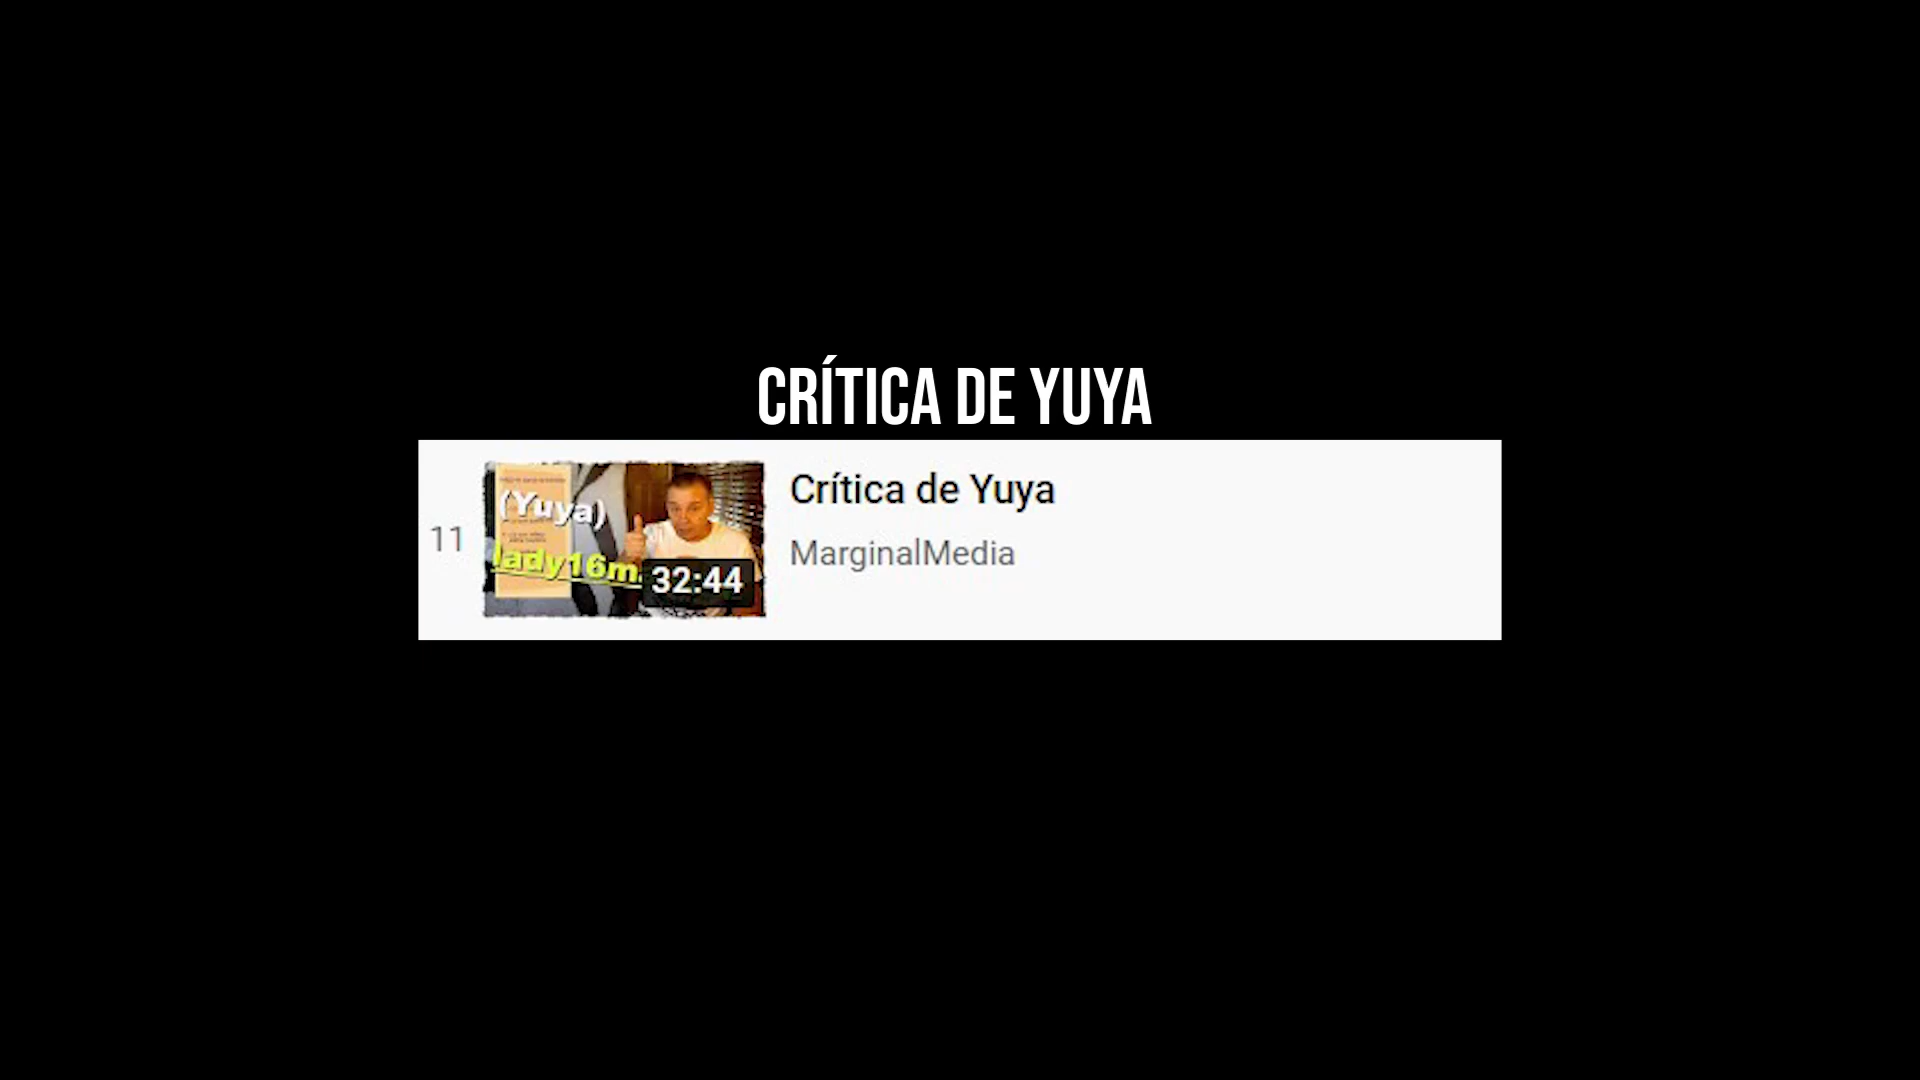 CRÍTICA DE YUYA
11
(Yuya)
lady16m
32:44
Crítica de Yuya
MarginalMedia